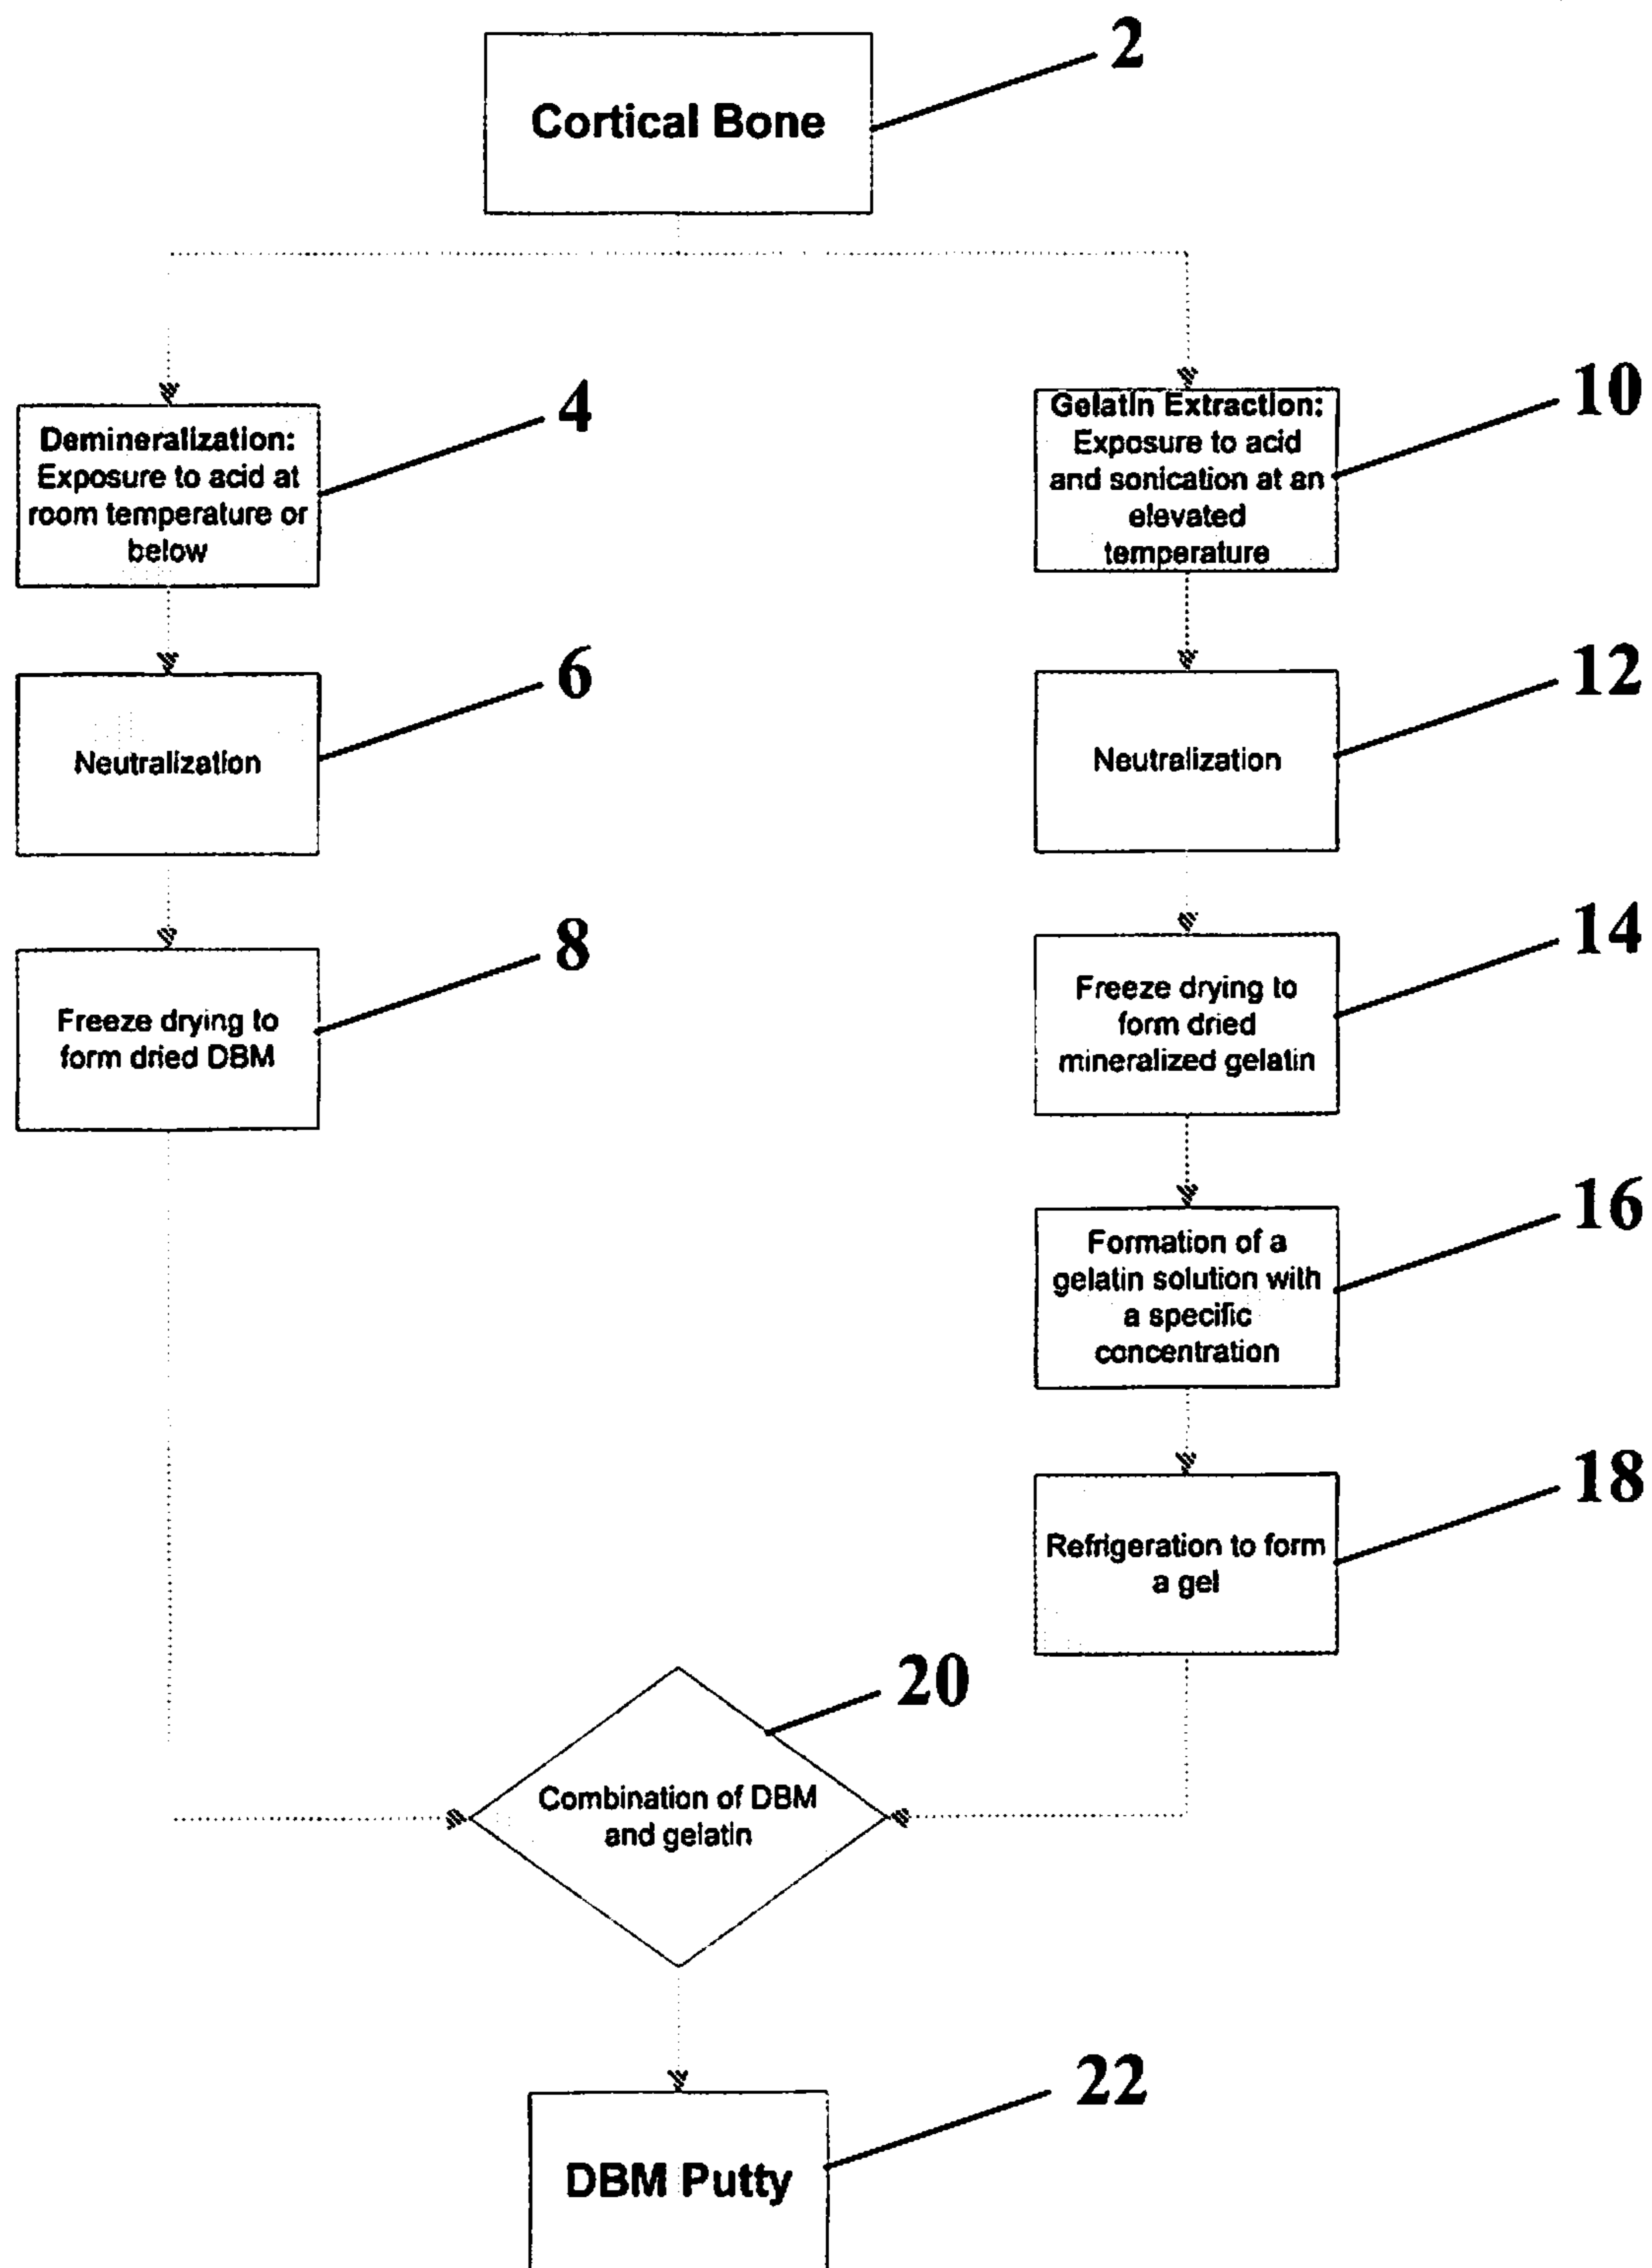 2
Cortical Bone
4
Demineralization:
Exposure to acid at
room temperature or
below
6
Neutralization
8
Freeze drying to
form dried DBM
10
Gelatin Extraction:
Exposure to acid
and sonication at an
elevated
temperature
12
Neutralization
14
Freeze drying to
form dried
mineralized gelatin
16
Formation of a
gelatin solution with
a specific
concentration
18
Refrigeration to form
a gel
20
Combination of DBM
and gelatin
22
DBM Putty